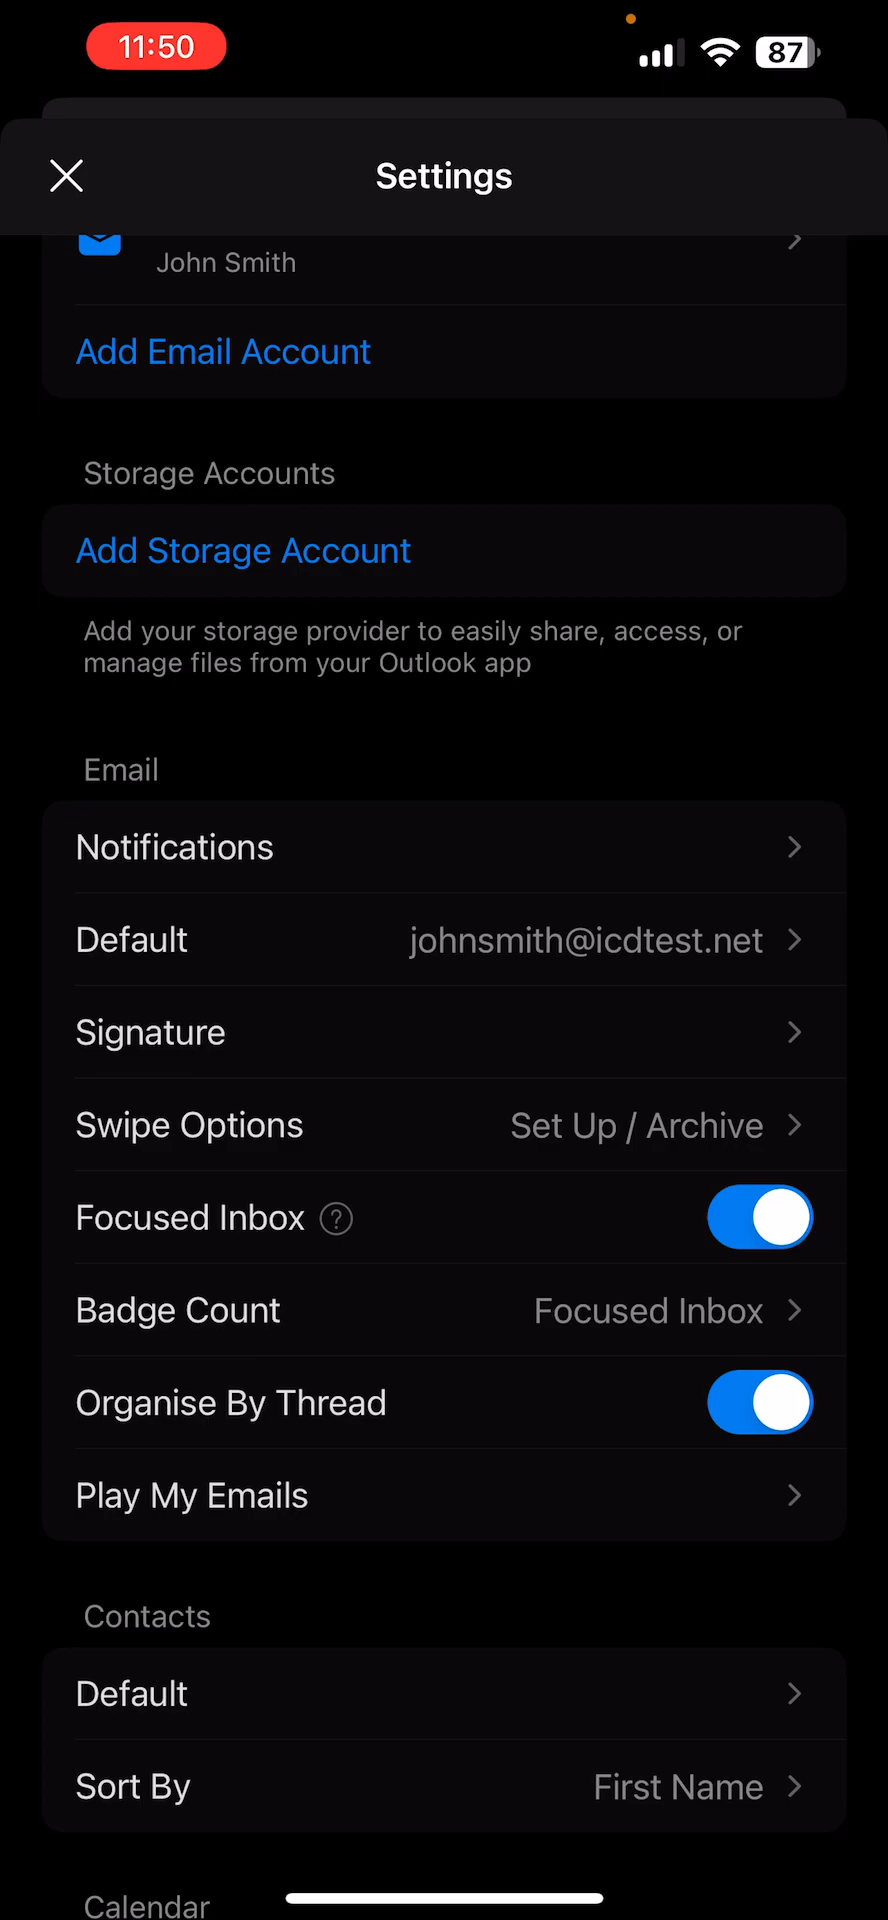 11:50
87
Settings
John Smith
Add Email Account
Storage Accounts
Add Storage Account
Add your storage provider to easily share, access, or
manage files from your Outlook app
Email
Notifications
Default johnsmith@icdtest.net
Signature
Swipe Options Set Up / Archive
Focused Inbox ?
Badge Count Focused Inbox
Organise By Thread
Play My Emails
Contacts
Default
Sort By First Name
Calendar